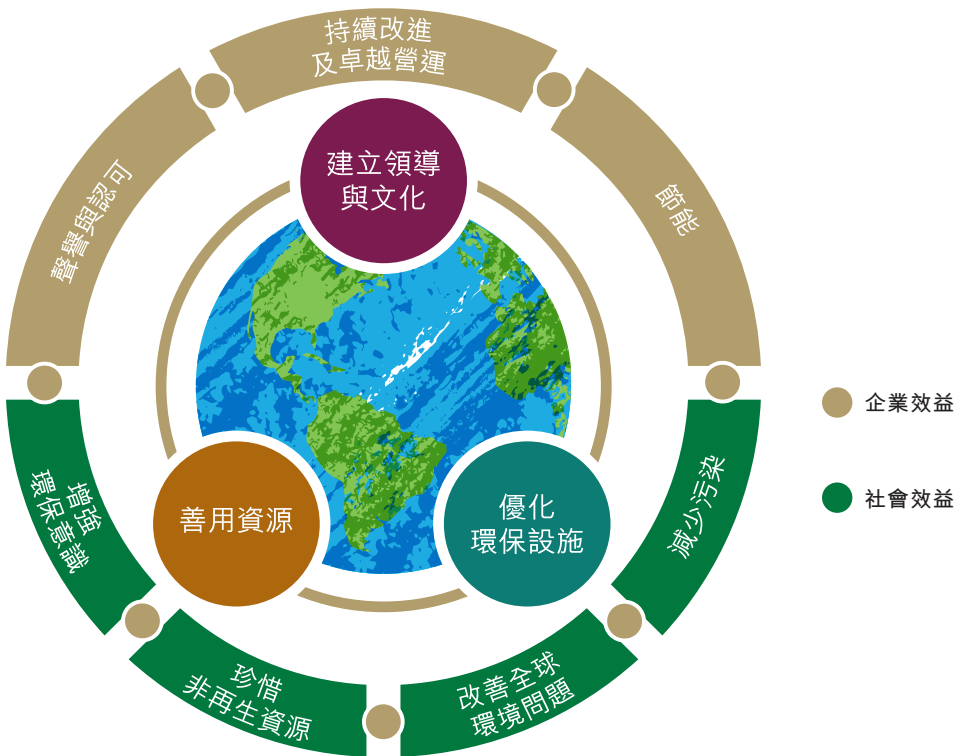 持續改進
及卓越營運
聲譽與認可
節能
建立領導
與文化
企業效益
社會效益
增強
環保意識
減少污染
善用資源
優化
環保設施
珍惜
非再生資源
改善全球
環境問題